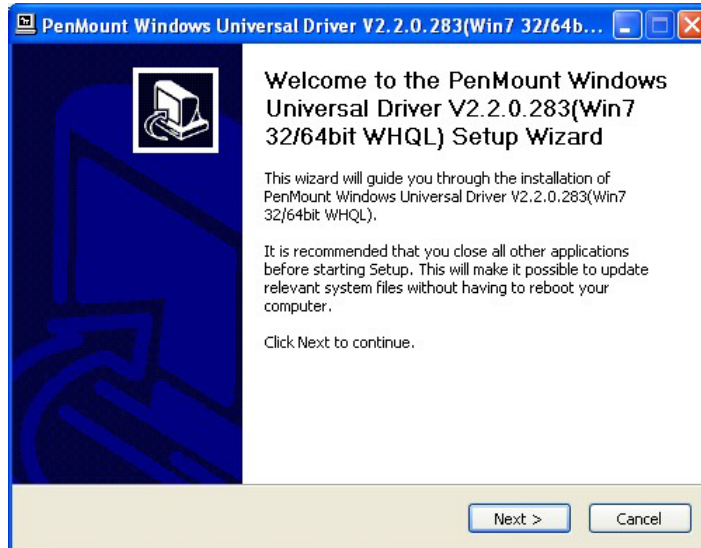 PenMount Windows Universal Driver V2.2.0.283(Win7 32/64b...
Welcome to the PenMount Windows
Universal Driver V2.2.0.283(Win7
32/64bit WHQL) Setup Wizard
This wizard will guide you through the installation of
PenMount Windows Universal Driver V2.2.0.283(Win7
32/64bit WHQL).
It is recommended that you close all other applications
before starting Setup. This will make it possible to update
relevant system files without having to reboot your
computer.
Click Next to continue.
Next >
Cancel